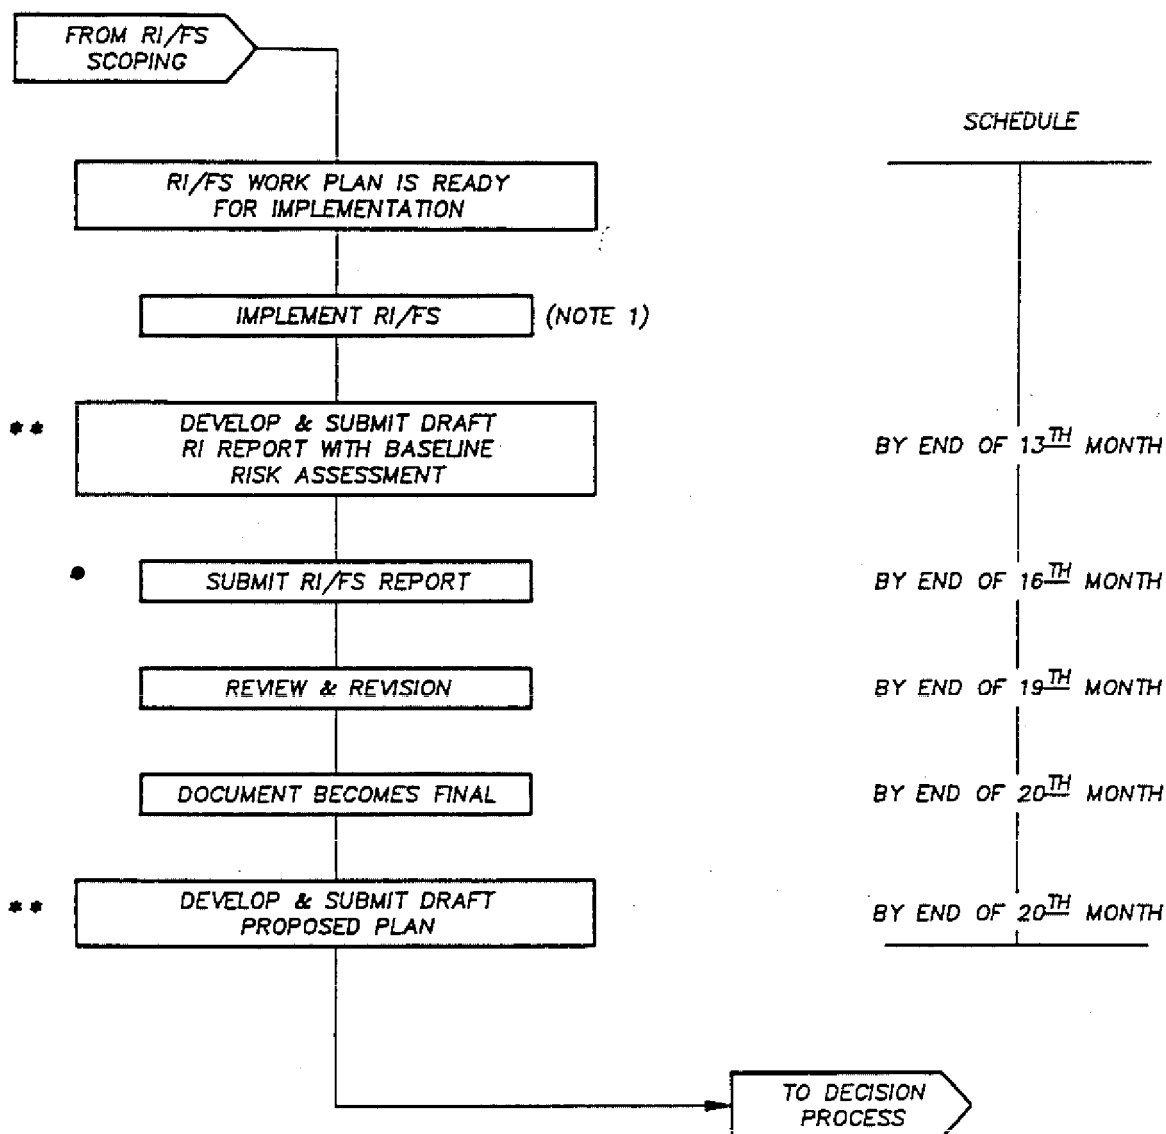 FROM RI/FS
SCOPING
SCHEDULE
RI/FS WORK PLAN IS READY
FOR IMPLEMENTATION
IMPLEMENT RI/FS (NOTE 1)
** DEVELOP & SUBMIT DRAFT
RI REPORT WITH BASELINE
RISK ASSESSMENT
BY END OF 13TH MONTH
• SUBMIT RI/FS REPORT
BY END OF 16TH MONTH
REVIEW & REVISION
BY END OF 19TH MONTH
DOCUMENT BECOMES FINAL
BY END OF 20TH MONTH
** DEVELOP & SUBMIT DRAFT
PROPOSED PLAN
BY END OF 20TH MONTH
TO DECISION
PROCESS